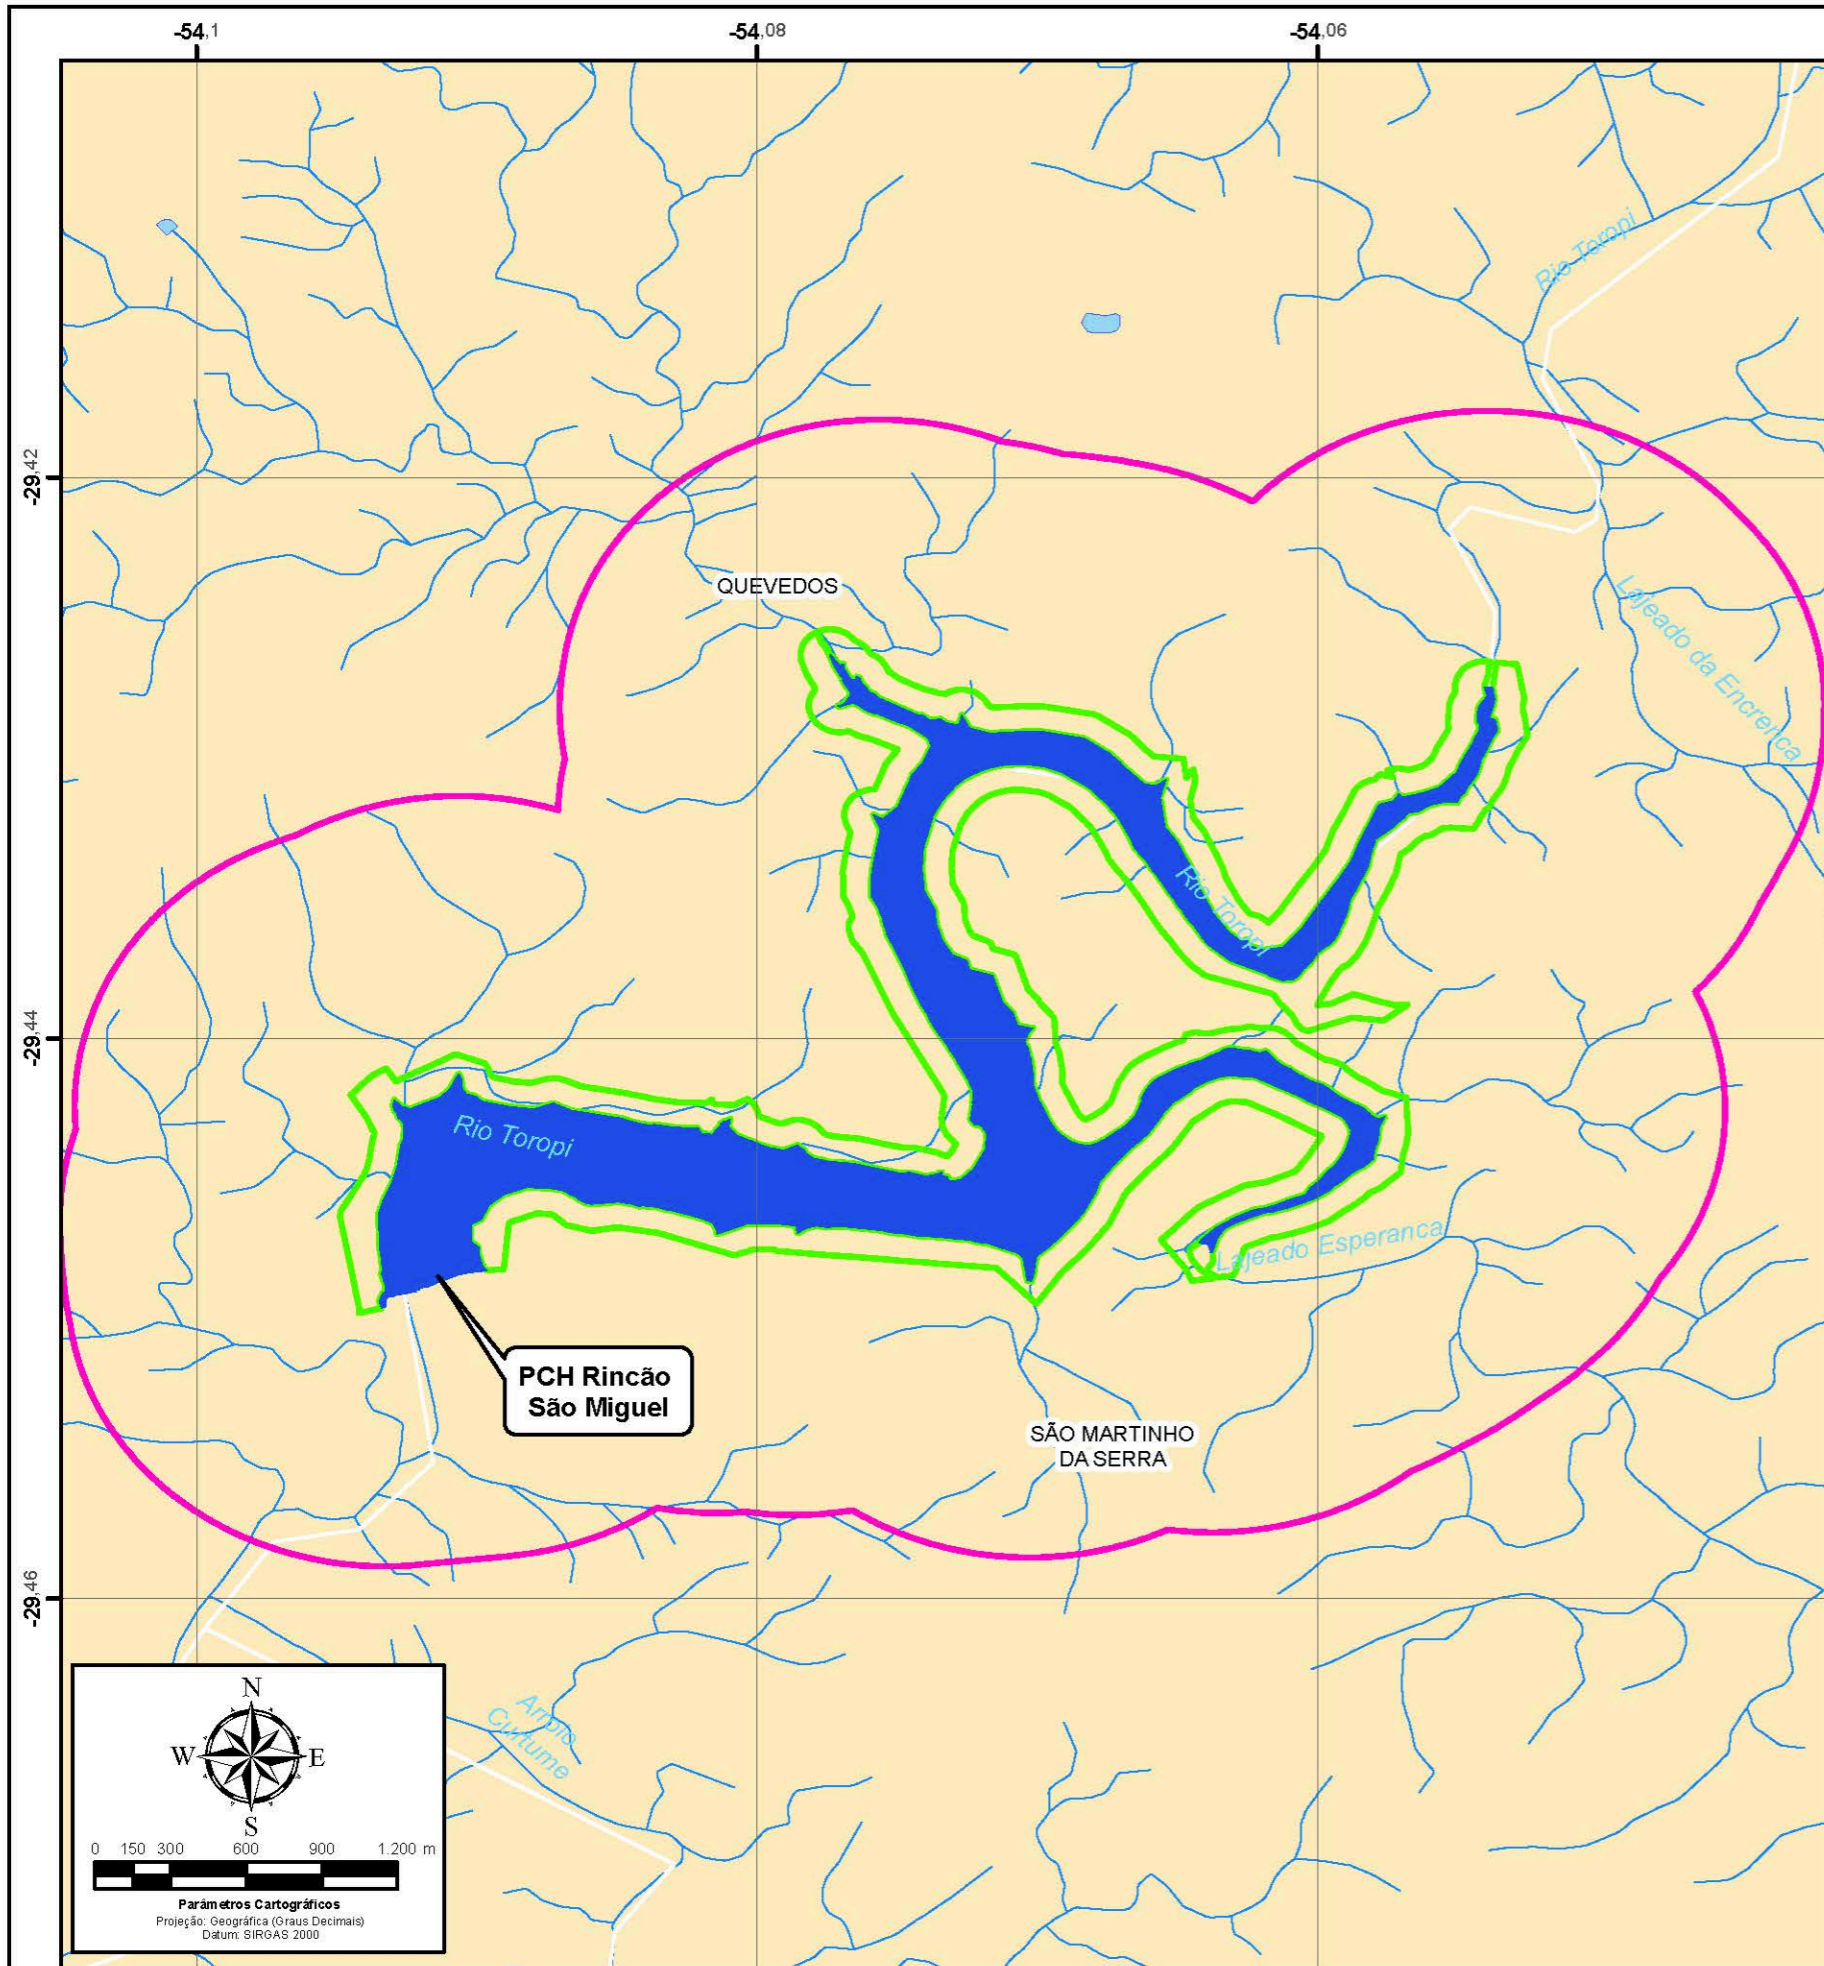 -54,1
-54,08
-54,06
-29,42
-29,44
-29,46
Rio Toropi
QUEVEDOS
Lajeado da Encrenca
Rio Toropi
Rio Toropi
Lajeado Esperanca
PCH Rincão
São Miguel
SÃO MARTINHO
DA SERRA
Arroio
Curtume
N
W
E
S
0 150 300 600 900 1.200 m
Parâmetros Cartográficos
Projeção: Geográfica (Graus Decimais)
Datum: SIRGAS 2000